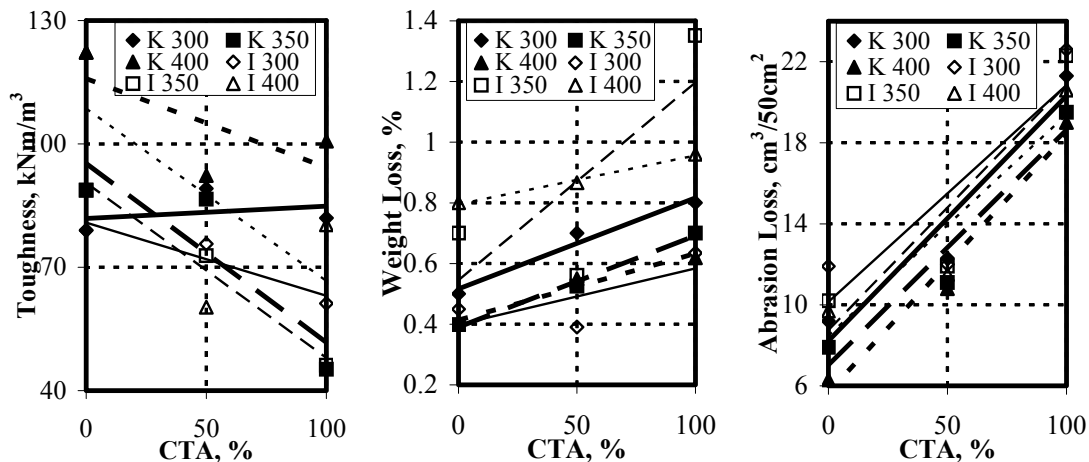 Toughness, kNm/m³
130
100
70
40
K 300 K 350
K 400 I 300
I 350 I 400
0 50 100
CTA, %
Weight Loss, %
1.4
1.2
1
0.8
0.6
0.4
0.2
K 300 K 350
K 400 I 300
I 350 I 400
0 50 100
CTA, %
Abrasion Loss, cm³/50cm²
22
18
14
10
6
K 300 K 350
K 400 I 300
I 350 I 400
0 50 100
CTA, %